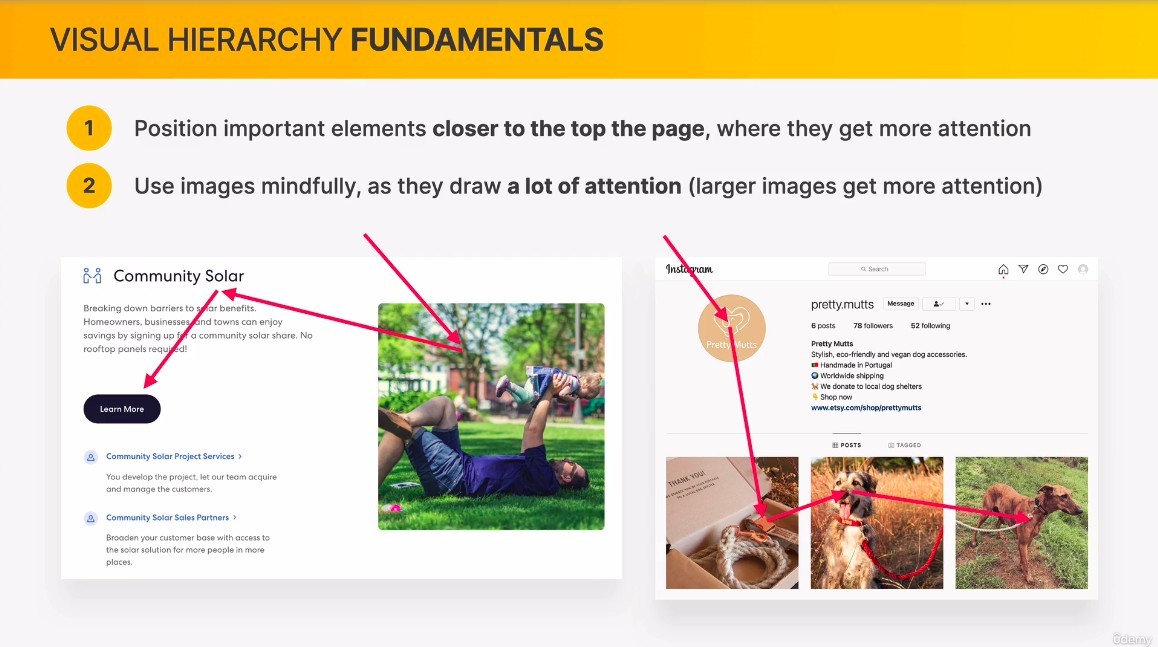 VISUAL HIERARCHY FUNDAMENTALS
1 Position important elements closer to the top the page, where they get more attention
2 Use images mindfully, as they draw a lot of attention (larger images get more attention)
Community Solar
Breaking down barriers to solar benefits.
Homeowners, businesses and towns can enjoy
savings by signing up for a community solar share. No
rooftop panels required!
Learn More
Community Solar Project Services >
You develop the project, let our team acquire
and manage the customers.
Community Solar Sales Partners >
Broaden your customer base with access to
the solar solution for more people in more
places.
Instagram
Search
Pretty Mutts
pretty.mutts Message
6 posts 78 followers 52 following
Pretty Mutts
Stylish, eco-friendly and vegan dog accessories.
Handmade in Portugal
Worldwide shipping
We donate to local dog shelters
Shop now
www.etsy.com/shop/prettymutts
POSTS TAGGED
THANK YOU!
ûdemy